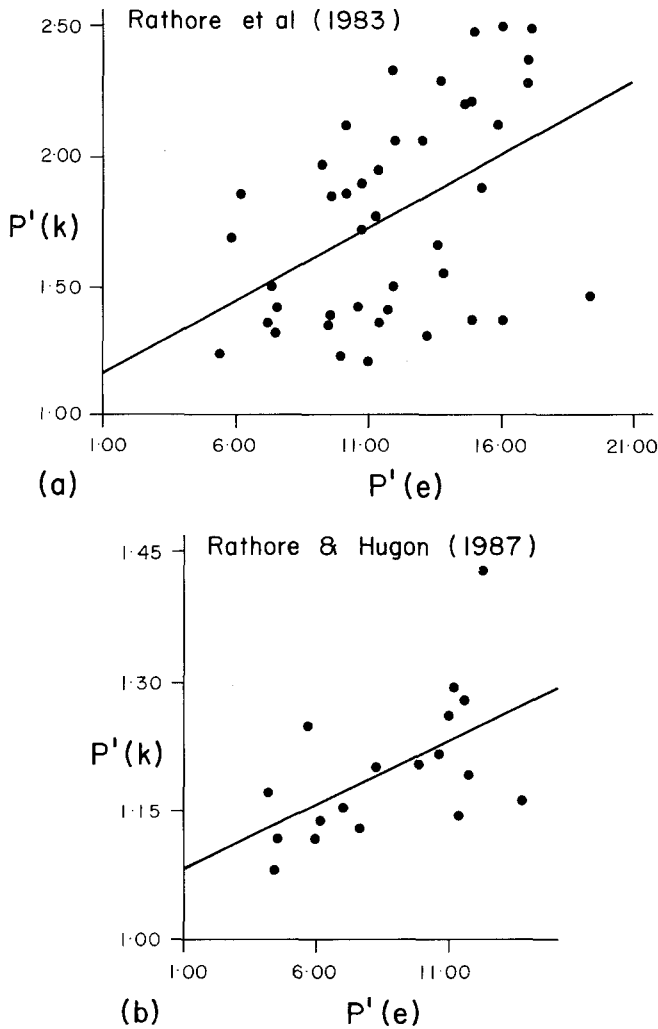 Rathore et al (1983)
2·50
2·00
P'(k)
1·50
1·00
1·00 6·00 11·00 16·00 21·00
(a) P'(e)
Rathore & Hugon (1987)
1·45
1·30
P'(k)
1·15
1·00
1·00 6·00 11·00
(b) P'(e)